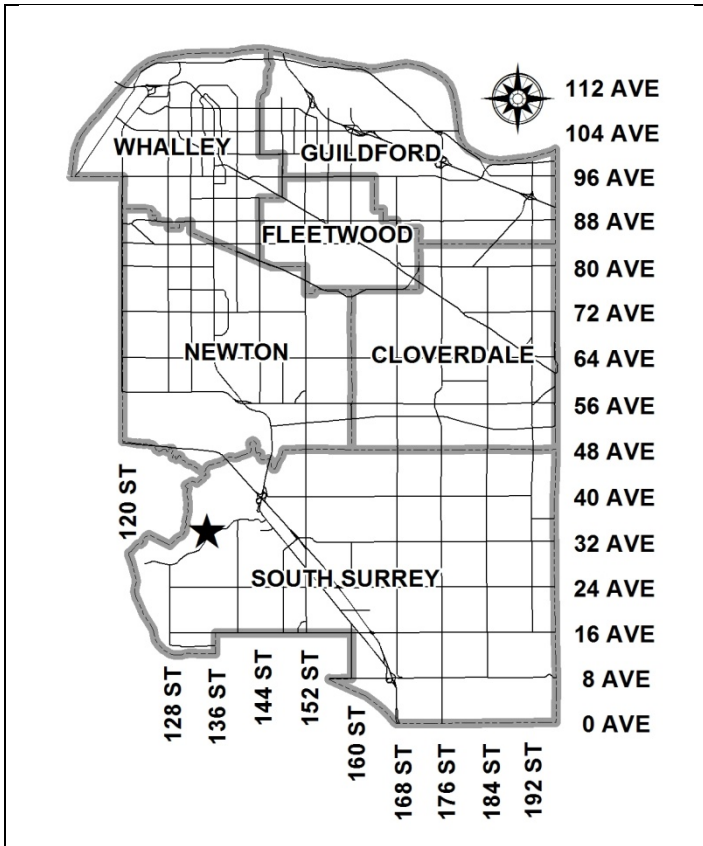 112 AVE
104 AVE
WHALLEY
GUILDFORD
96 AVE
88 AVE
FLEETWOOD
80 AVE
72 AVE
NEWTON
CLOVERDALE
64 AVE
56 AVE
48 AVE
120 ST
40 AVE
32 AVE
SOUTH SURREY
24 AVE
16 AVE
8 AVE
0 AVE
128 ST
136 ST
144 ST
152 ST
160 ST
168 ST
176 ST
184 ST
192 ST